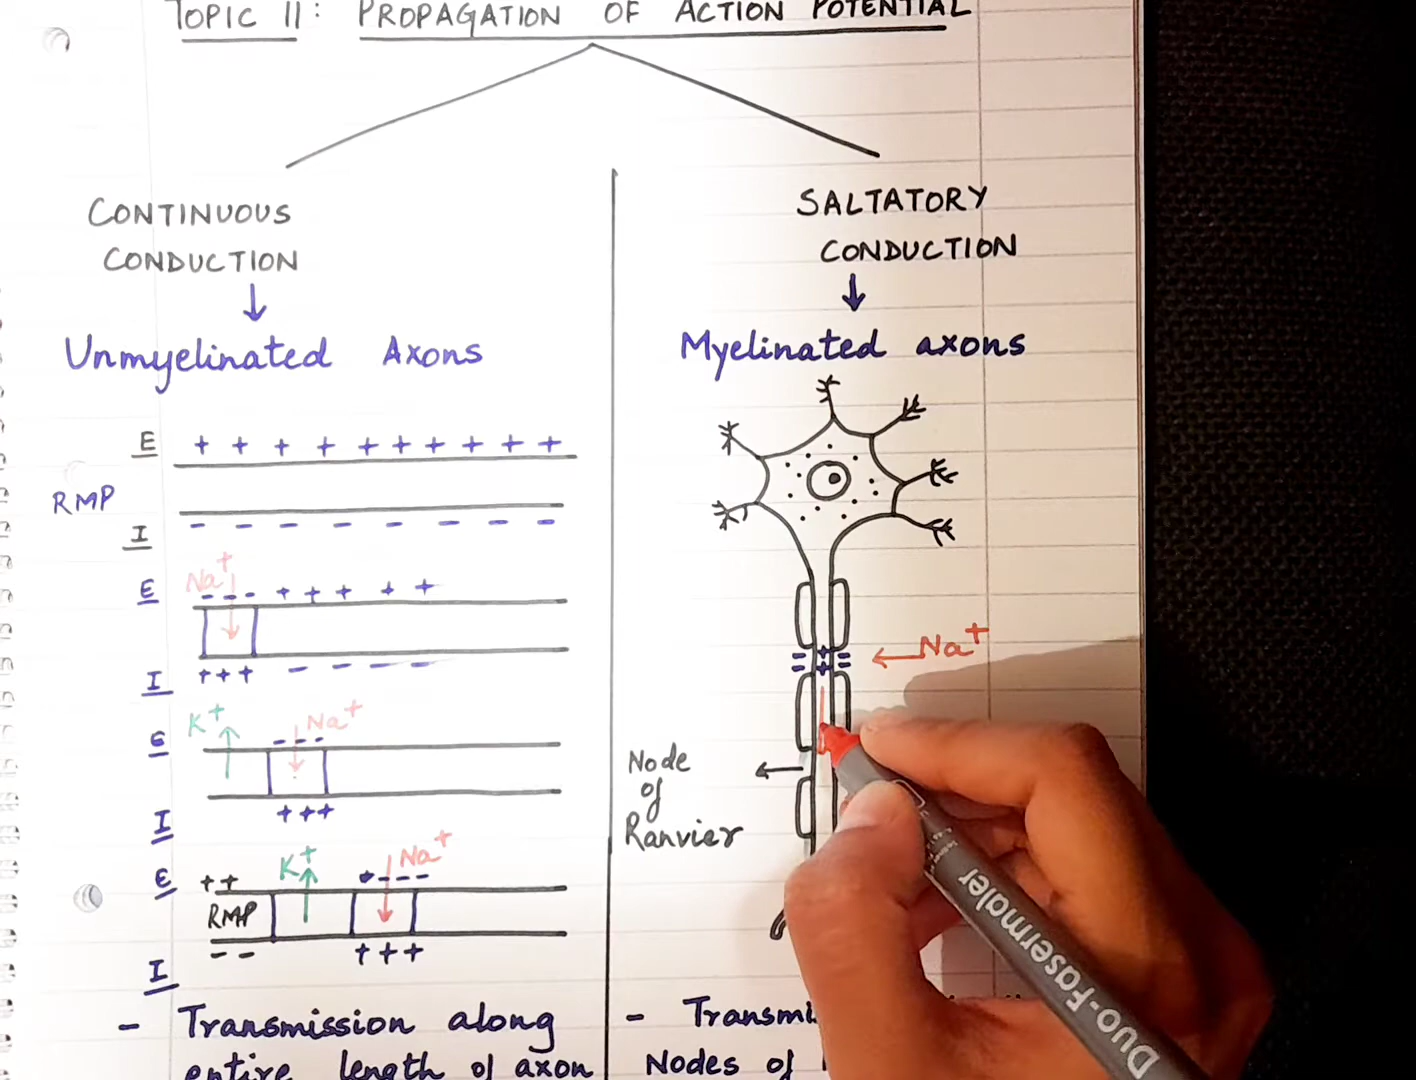 TOPIC 11: PROPAGATION OF ACTION POTENTIAL
CONTINUOUS
CONDUCTION
Unmyelinated Axons
E + + + + + + + + + +
RMP
I - - - - - - - -
Na+
E - - - + + + + +
I + + + - - - - -
K+ Na+
E - - -
I + + +
K+ Na+
E + + - - -
RMP
I - - + + +
- Transmission along
entire length of axon
SALTATORY
CONDUCTION
Myelinated axons
Na+
Node
of
Ranvier
- Transmi
Nodes of
Duo-Fasermaler